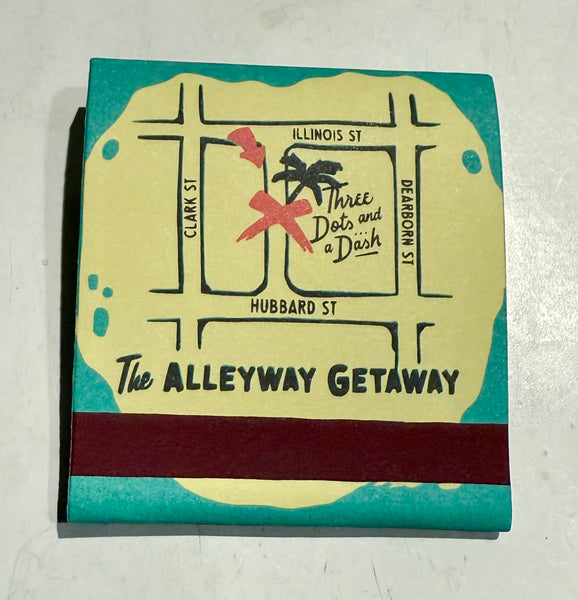 ILLINOIS ST
CLARK ST
DEARBORN ST
Three
Dots and
...
a Dash
HUBBARD ST
The ALLEYWAY GETAWAY